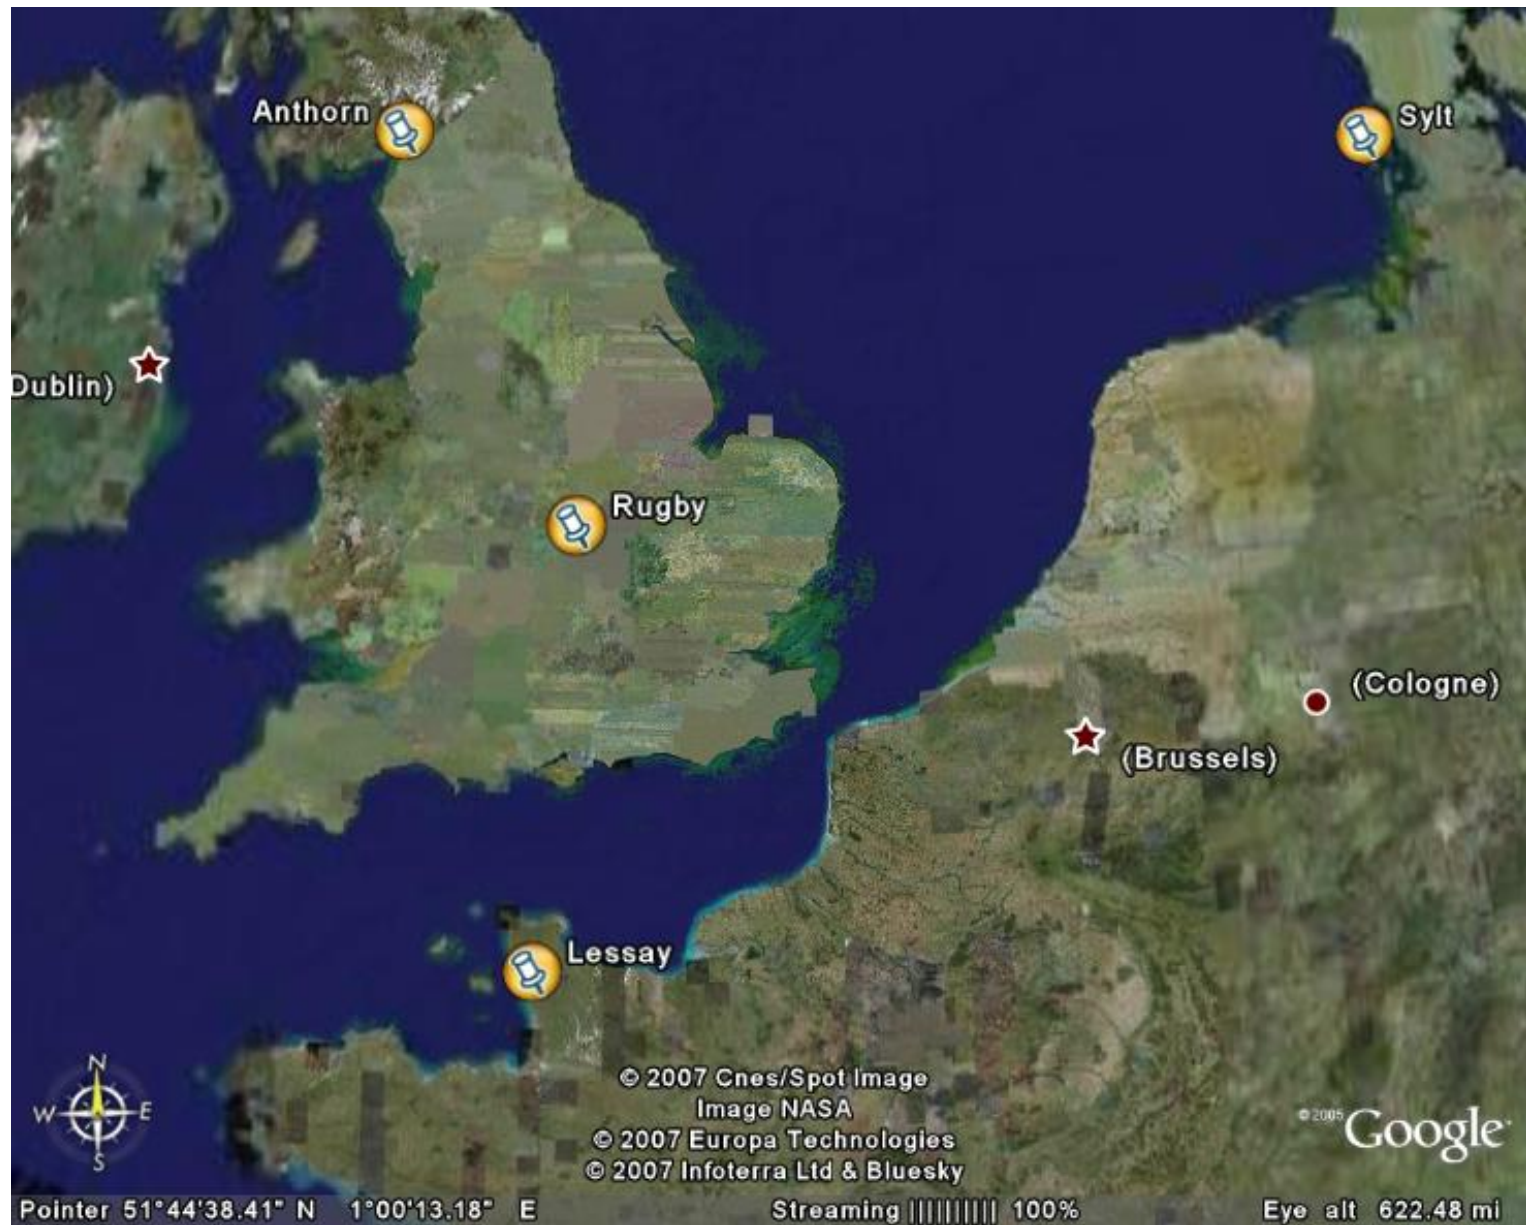 Anthorn
Sylt
Dublin)
Rugby
(Cologne)
(Brussels)
Lessay
N
W E
S
© 2007 Cnes/Spot Image
Image NASA
© 2007 Europa Technologies
© 2007 Infoterra Ltd & Bluesky
© 2005 Google
Pointer 51°44'38.41" N 1°00'13.18" E Streaming |||||||||| 100% Eye alt 622.48 mi